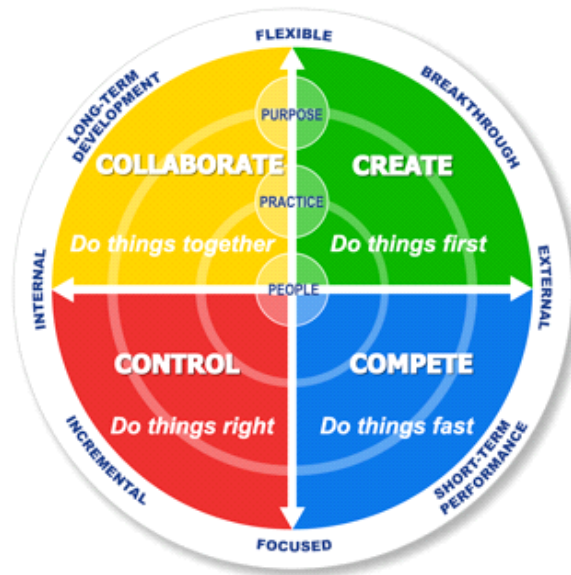 FLEXIBLE
LONG-TERM
DEVELOPMENT
BREAKTHROUGH
PURPOSE
COLLABORATE
CREATE
PRACTICE
Do things together
Do things first
INTERNAL
PEOPLE
EXTERNAL
CONTROL
COMPETE
Do things right
Do things fast
INCREMENTAL
SHORT-TERM
PERFORMANCE
FOCUSED